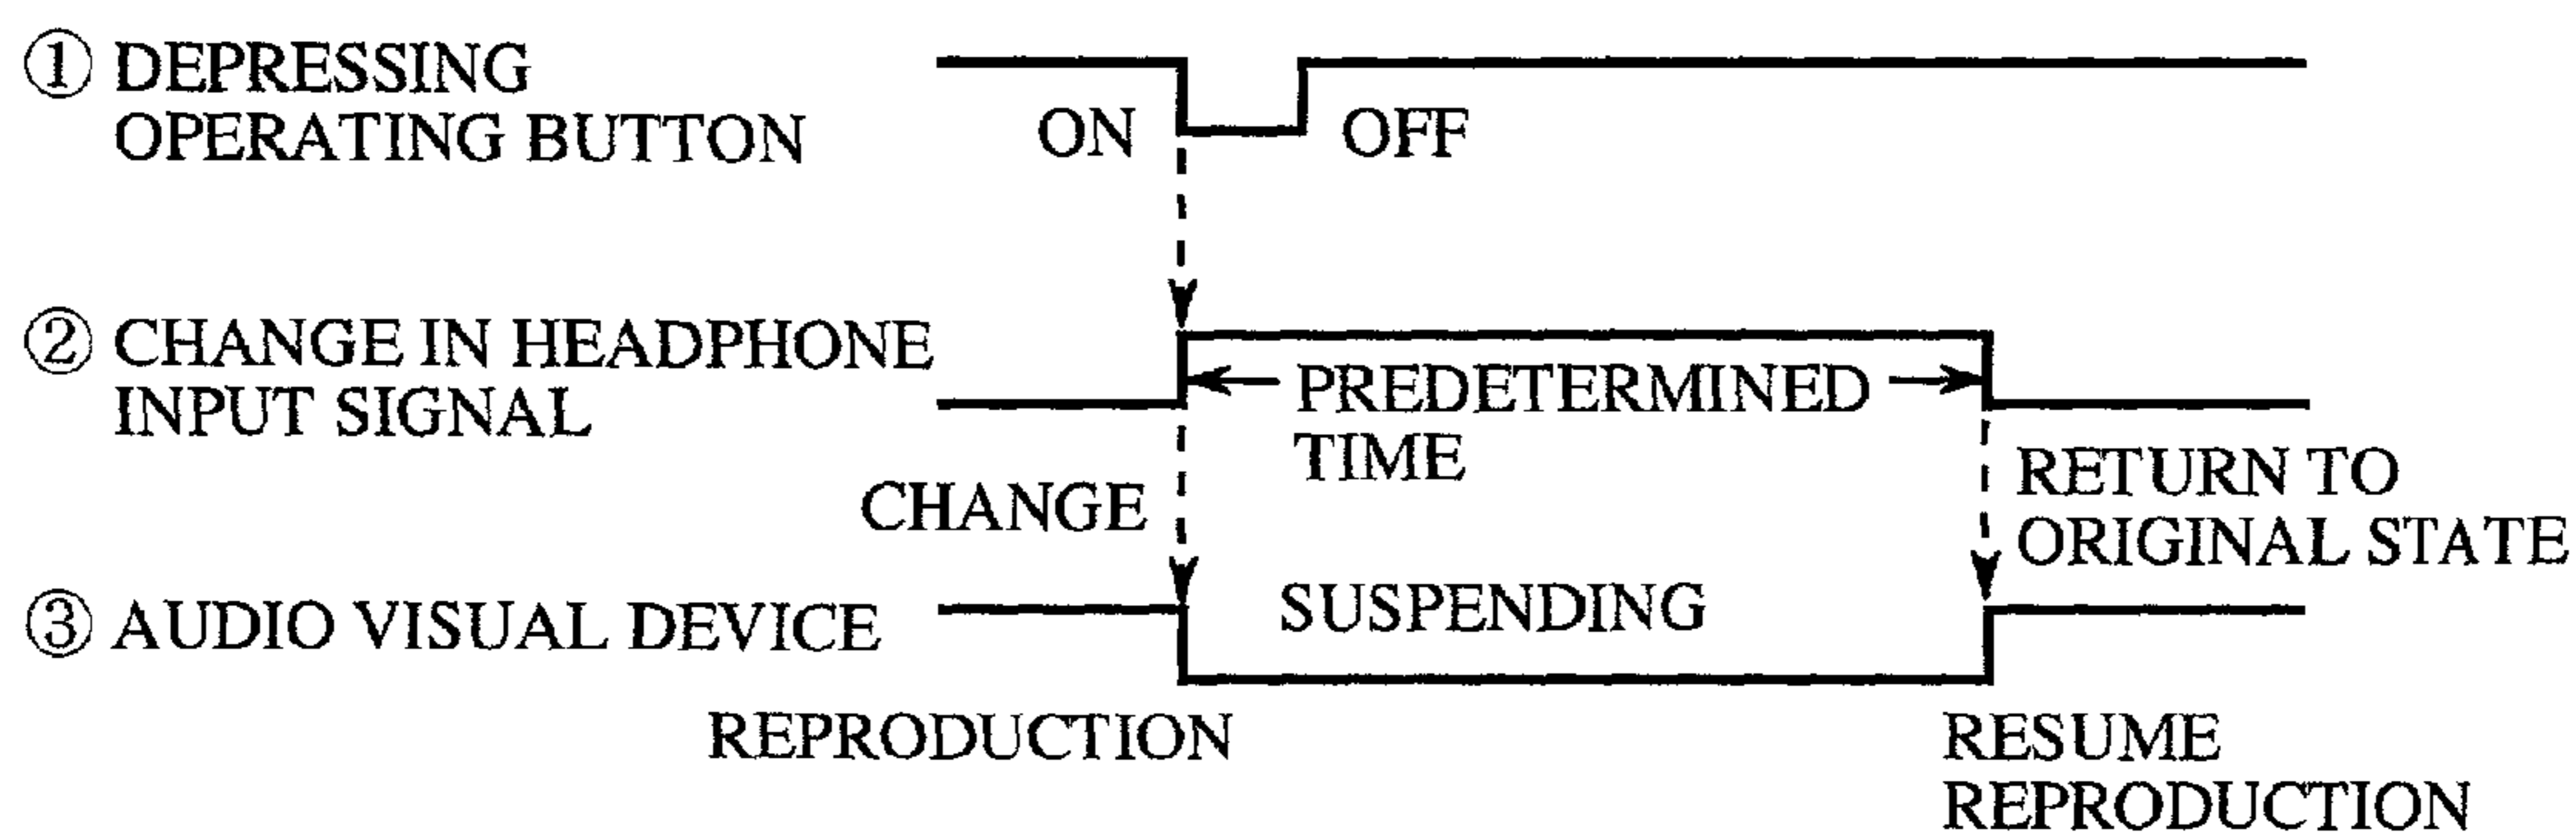 ① DEPRESSING
OPERATING BUTTON
ON
OFF
② CHANGE IN HEADPHONE
INPUT SIGNAL
PREDETERMINED
TIME
CHANGE
RETURN TO
ORIGINAL STATE
③ AUDIO VISUAL DEVICE
SUSPENDING
REPRODUCTION
RESUME
REPRODUCTION